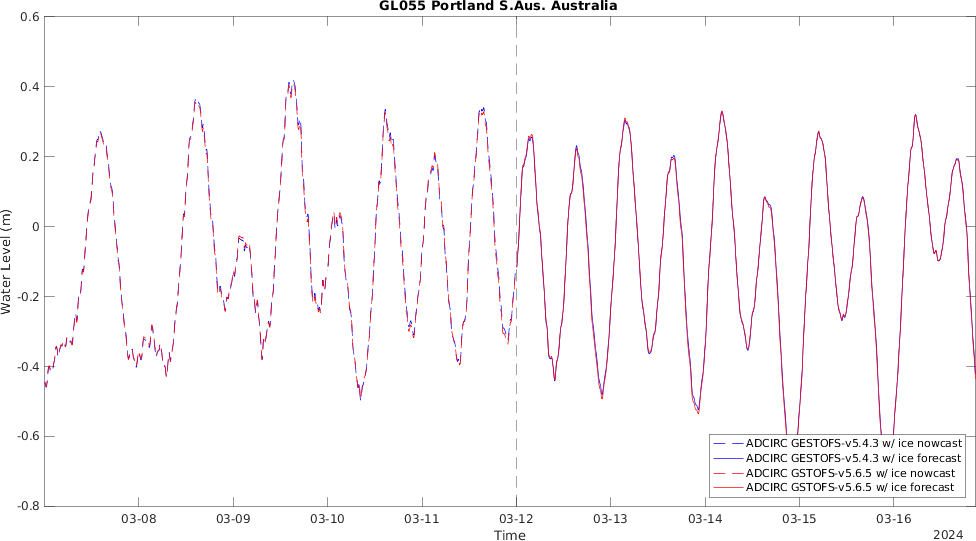 GL055 Portland S.Aus. Australia
0.6
0.4
0.2
0
-0.2
-0.4
-0.6
-0.8
Water Level (m)
ADCIRC GESTOFS-v5.4.3 w/ ice nowcast
ADCIRC GESTOFS-v5.4.3 w/ ice forecast
ADCIRC GSTOFS-v5.6.5 w/ ice nowcast
ADCIRC GSTOFS-v5.6.5 w/ ice forecast
03-08 03-09 03-10 03-11 03-12 03-13 03-14 03-15 03-16
Time
2024